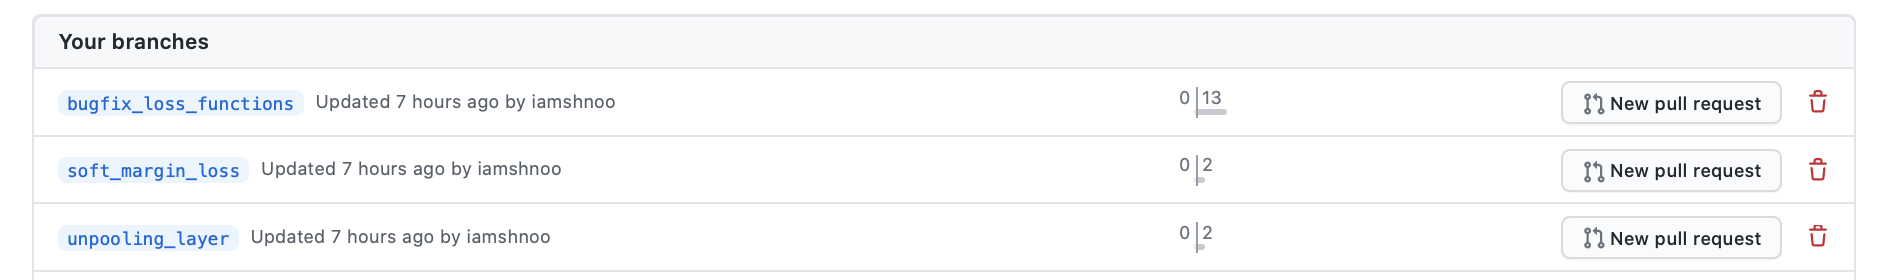 Your branches
bugfix_loss_functions Updated 7 hours ago by iamshnoo 0 13 New pull request
soft_margin_loss Updated 7 hours ago by iamshnoo 0 2 New pull request
unpooling_layer Updated 7 hours ago by iamshnoo 0 2 New pull request